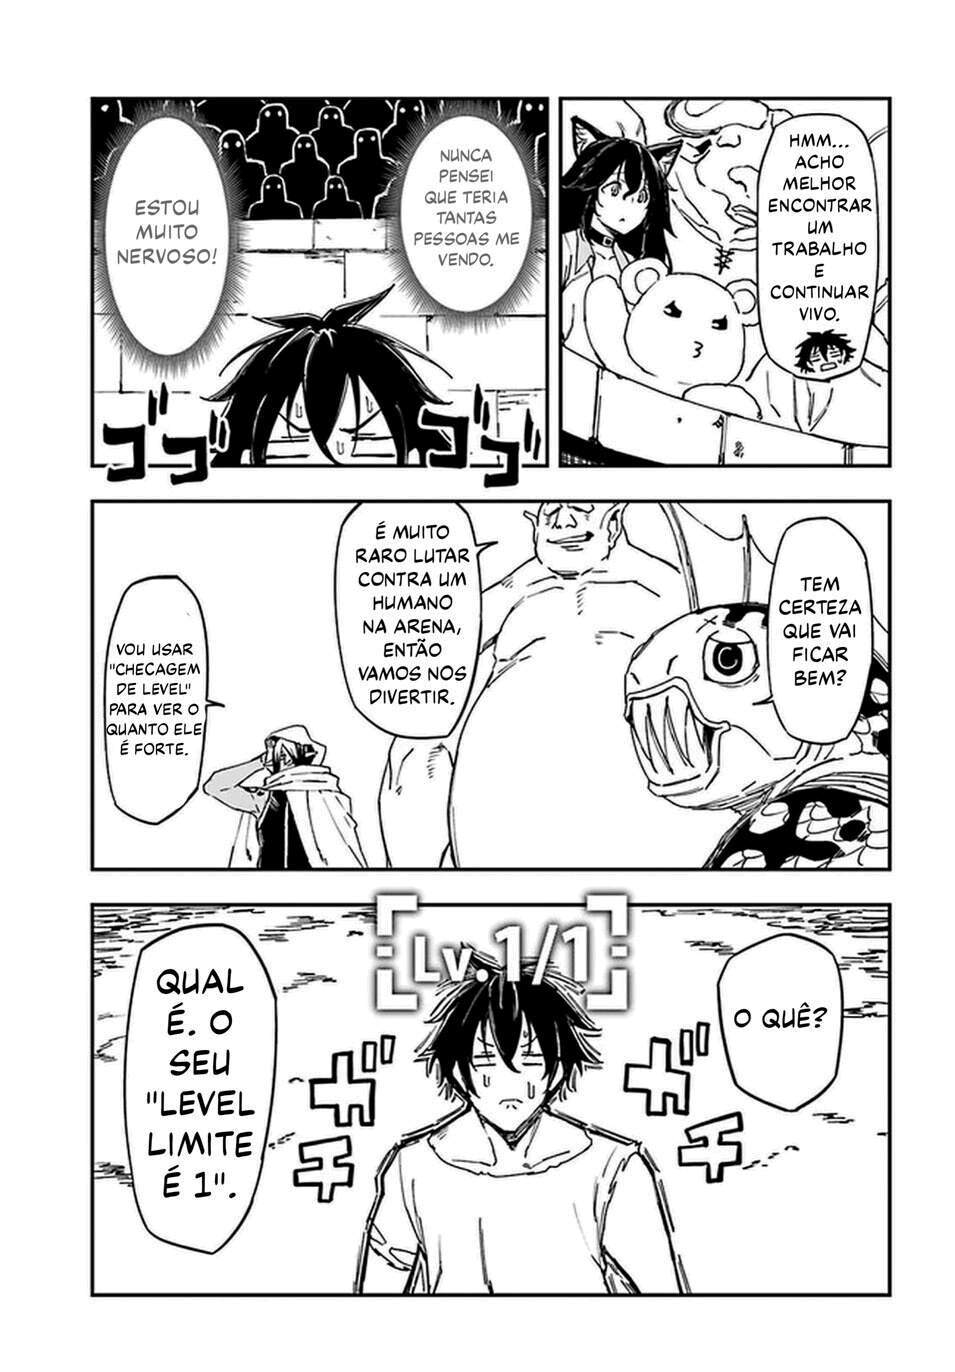 HMM...
ACHO
MELHOR
ENCONTRAR
UM
TRABALHO
E
CONTINUAR
VIVO.
NUNCA
PENSEI
QUE TERIA
TANTAS
PESSOAS ME
VENDO.
ESTOU
MUITO
NERVOSO!
ゴゴ
ゴゴ
TEM
CERTEZA
QUE VAI
FICAR
BEM?
É MUITO
RARO LUTAR
CONTRA UM
HUMANO
NA ARENA,
ENTÃO
VAMOS NOS
DIVERTIR.
VOU USAR
"CHECAGEM
DE LEVEL"
PARA VER O
QUANTO ELE
É FORTE.
Lv.1/1
O QUÊ?
ガチ
ガチ
QUAL
É. O
SEU
"LEVEL
LIMITE
É 1".